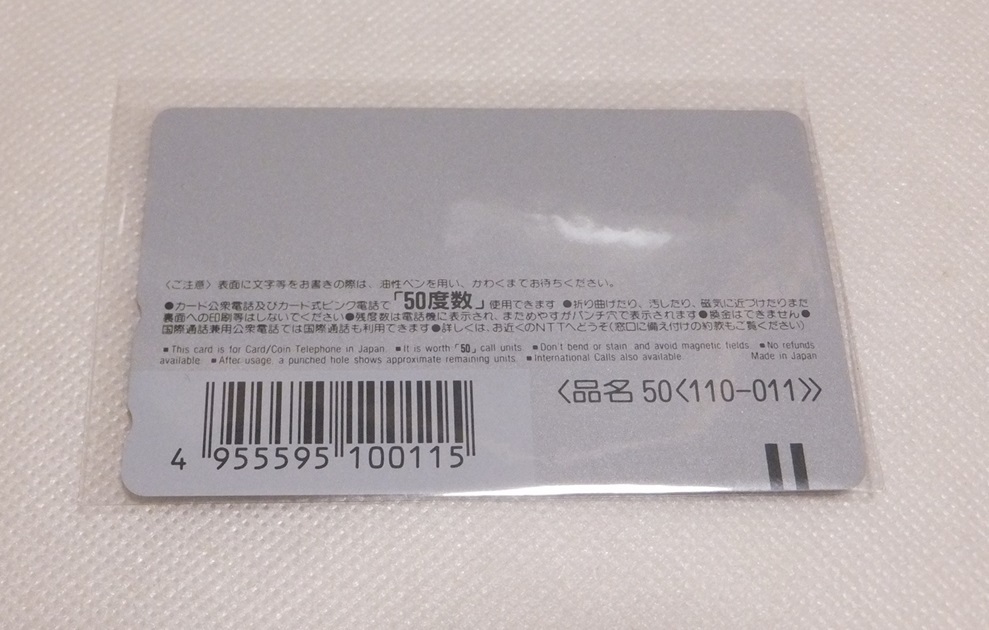 〈ご注意〉表面に文字等をお書きの際は、油性ペンを用い、かわくまでお待ちください。
●カード公衆電話及びカード式ピンク電話で「50度数」使用できます ●折り曲げたり、汚したり、磁気に近づけたりまた
裏面への印刷等はしないでください●残度数は電話機に表示され、まためやすがパンチ穴で表示されます●換金はできません●
国際通話兼用公衆電話では国際通話も利用できます●詳しくは、お近くのNTTへどうぞ(窓口に備え付けの約款もご覧ください)
■This card is for Card/Coin Telephone in Japan. ■It is worth「50」call units. ■Don't bend or stain and avoid magnetic fields. ■No refunds
available. ■After usage, a punched hole shows approximate remaining units. ■International Calls also available. Made in Japan
〈品名 50〈110-011〉〉
4 955595 100115